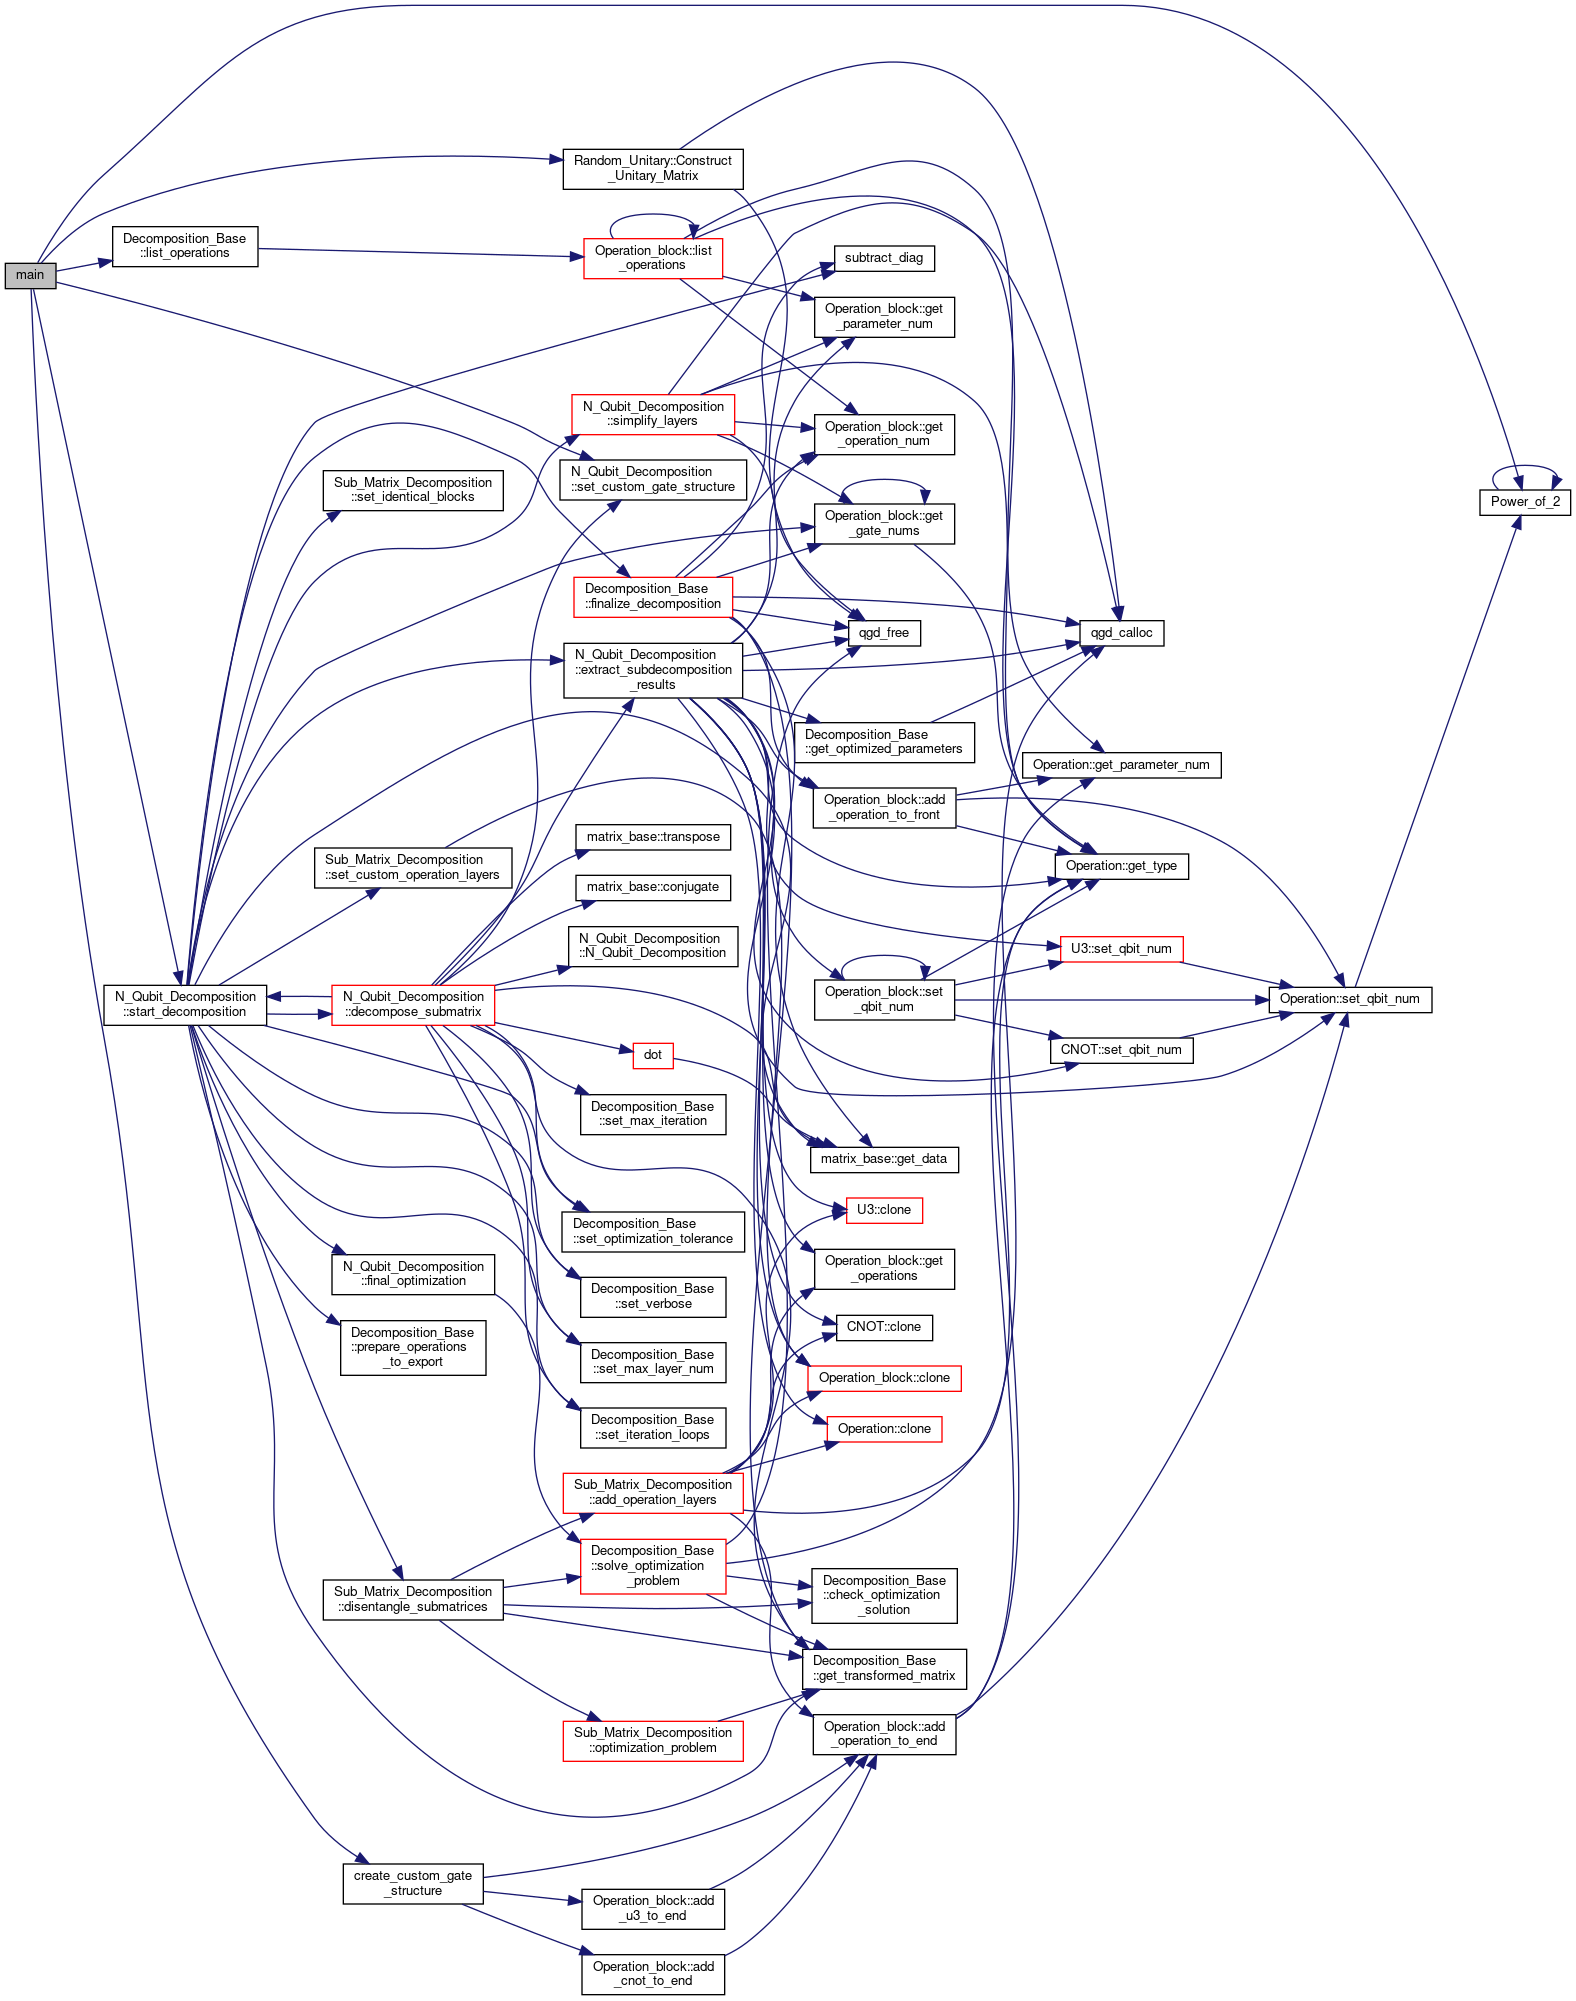 main
Decomposition_Base
::list_operations
Random_Unitary::Construct
_Unitary_Matrix
Operation_block::list
_operations
subtract_diag
Operation_block::get
_parameter_num
N_Qubit_Decomposition
::simplify_layers
Operation_block::get
_operation_num
N_Qubit_Decomposition
::set_custom_gate_structure
Sub_Matrix_Decomposition
::set_identical_blocks
Power_of_2
Operation_block::get
_gate_nums
Decomposition_Base
::finalize_decomposition
qgd_free
qgd_calloc
N_Qubit_Decomposition
::extract_subdecomposition
_results
Decomposition_Base
::get_optimized_parameters
Operation::get_parameter_num
Operation_block::add
_operation_to_front
matrix_base::transpose
Sub_Matrix_Decomposition
::set_custom_operation_layers
Operation::get_type
matrix_base::conjugate
N_Qubit_Decomposition
::N_Qubit_Decomposition
U3::set_qbit_num
N_Qubit_Decomposition
::start_decomposition
N_Qubit_Decomposition
::decompose_submatrix
Operation_block::set
_qbit_num
Operation::set_qbit_num
dot
CNOT::set_qbit_num
Decomposition_Base
::set_max_iteration
matrix_base::get_data
U3::clone
Decomposition_Base
::set_optimization_tolerance
N_Qubit_Decomposition
::final_optimization
Operation_block::get
_operations
Decomposition_Base
::set_verbose
CNOT::clone
Decomposition_Base
::prepare_operations
_to_export
Decomposition_Base
::set_max_layer_num
Operation_block::clone
Decomposition_Base
::set_iteration_loops
Operation::clone
Sub_Matrix_Decomposition
::add_operation_layers
Decomposition_Base
::solve_optimization
_problem
Sub_Matrix_Decomposition
::disentangle_submatrices
Decomposition_Base
::check_optimization
_solution
Decomposition_Base
::get_transformed_matrix
Sub_Matrix_Decomposition
::optimization_problem
Operation_block::add
_operation_to_end
create_custom_gate
_structure
Operation_block::add
_u3_to_end
Operation_block::add
_cnot_to_end